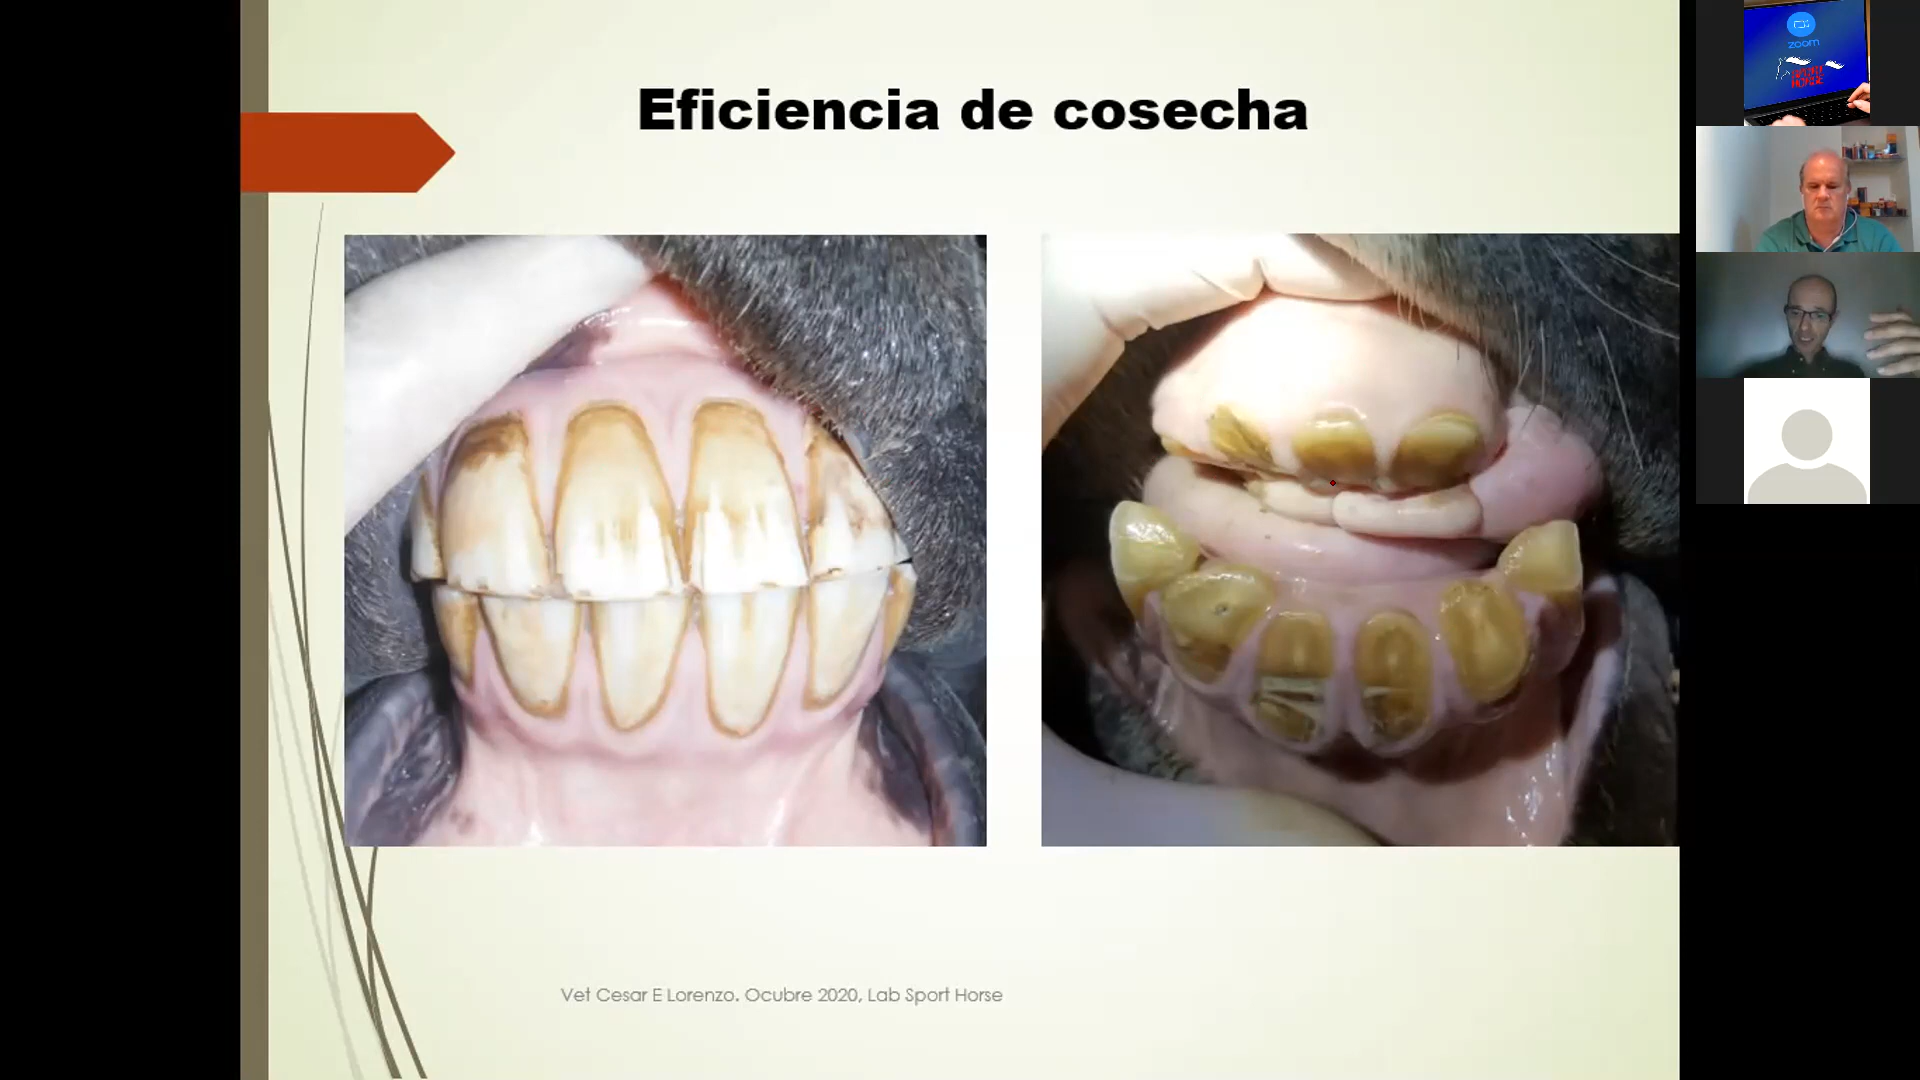 Eficiencia de cosecha
Vet Cesar E Lorenzo. Ocubre 2020, Lab Sport Horse
zoom